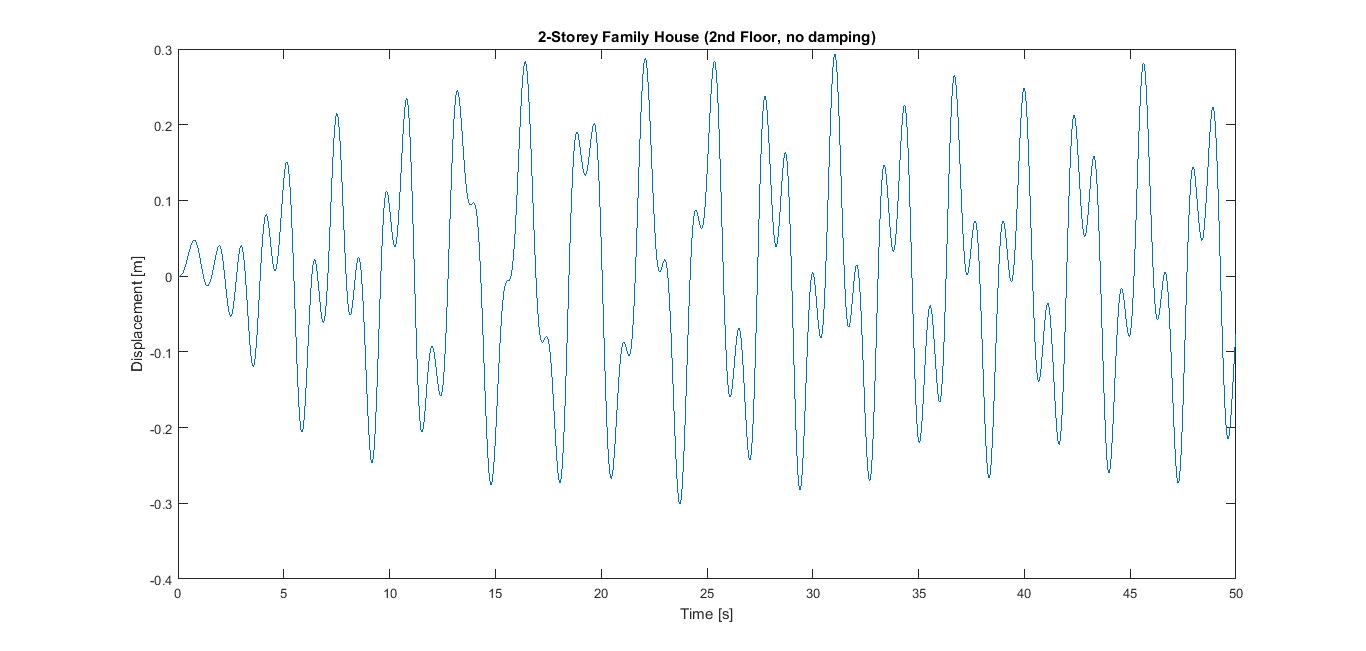 2-Storey Family House (2nd Floor, no damping)
0.3
0.2
0.1
0
-0.1
-0.2
-0.3
-0.4
Displacement [m]
0 5 10 15 20 25 30 35 40 45 50
Time [s]